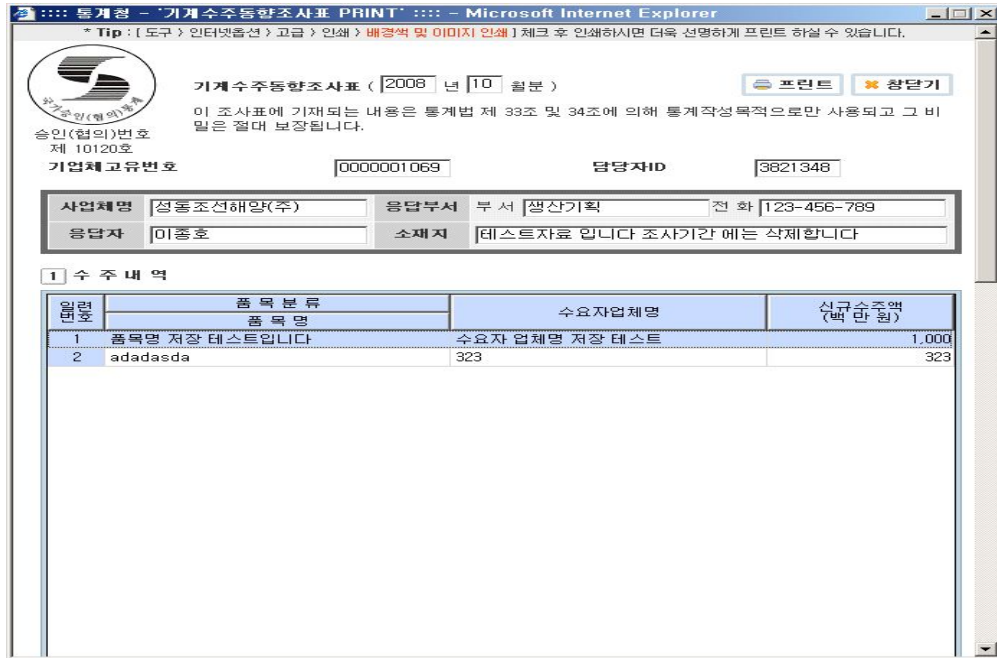 :::: 통계청 - '기계수주동향조사표 PRINT' :::: - Microsoft Internet Explorer
* Tip : [ 도구 > 인터넷옵션 > 고급 > 인쇄 > 배경색 및 이미지 인쇄 ] 체크 후 인쇄하시면 더욱 선명하게 프린트 하실 수 있습니다.
국가승인(협의)통계
승인(협의)번호
제 10120호
기계수주동향조사표 ( 2008 년 10 월분 )
프린트 창닫기
이 조사표에 기재되는 내용은 통계법 제 33조 및 34조에 의해 통계작성목적으로만 사용되고 그 비
밀은 절대 보장됩니다.
기업체고유번호 0000001069 담당자ID 3821348
사업체명 성동조선해양(주) 응답부서 부 서 생산기획 전 화 123-456-789
응답자 이종호 소재지 테스트자료 입니다 조사기간 에는 삭제합니다
1 수 주 내 역
일련번호 품 목 분 류 수요자업체명 신규수주액
품 목 명 (백 만 원)
1 품목명 저장 테스트입니다 수요자 업체명 저장 테스트 1,000
2 adadasda 323 323